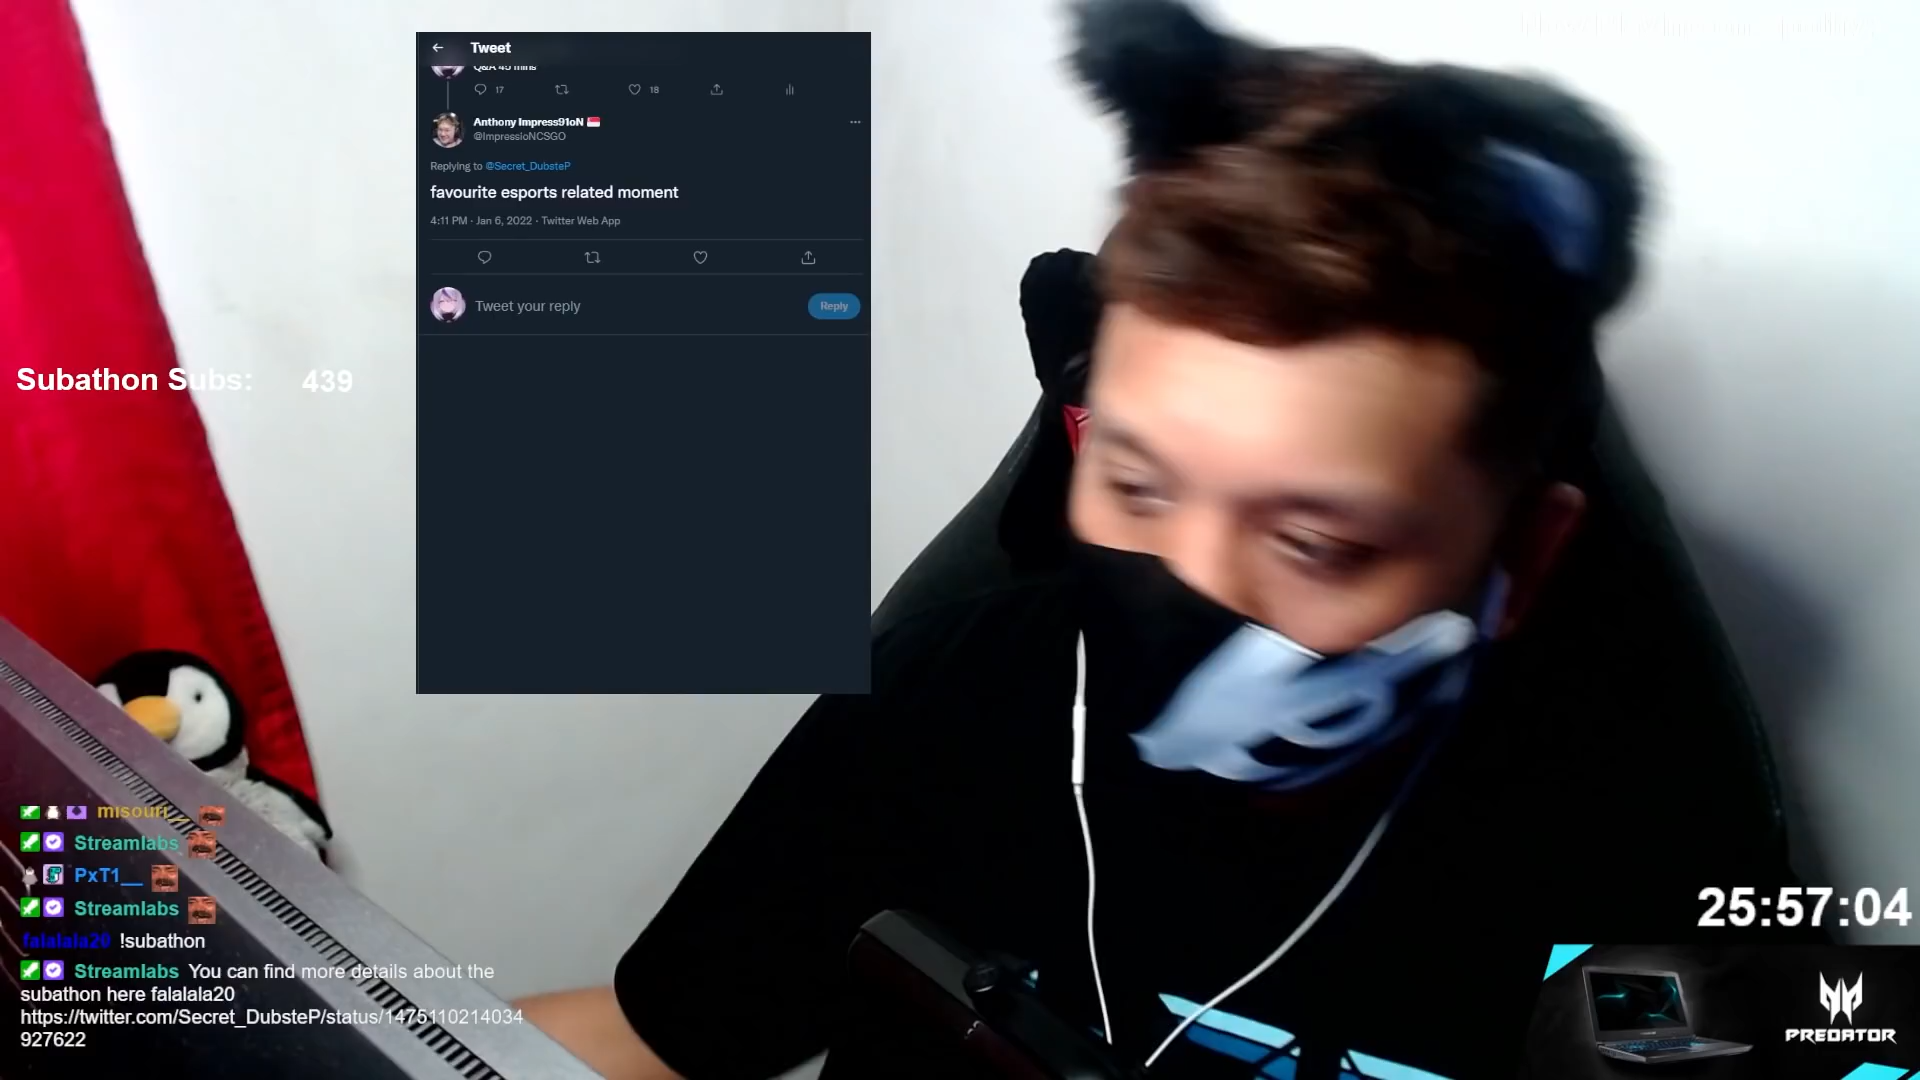 Tweet
Q&A 45 mins
17
18
Anthony Impress91oN
@ImpressioNCSGO
Replying to @Secret_DubsteP
favourite esports related moment
4:11 PM · Jan 6, 2022 · Twitter Web App
Tweet your reply
Reply
Subathon Subs: 439
misouri__
Streamlabs
PxT1__
Streamlabs
falalala20 !subathon
Streamlabs You can find more details about the
subathon here falalala20
https://twitter.com/Secret_DubsteP/status/1475110214034
927622
25:57:04
PREDATOR